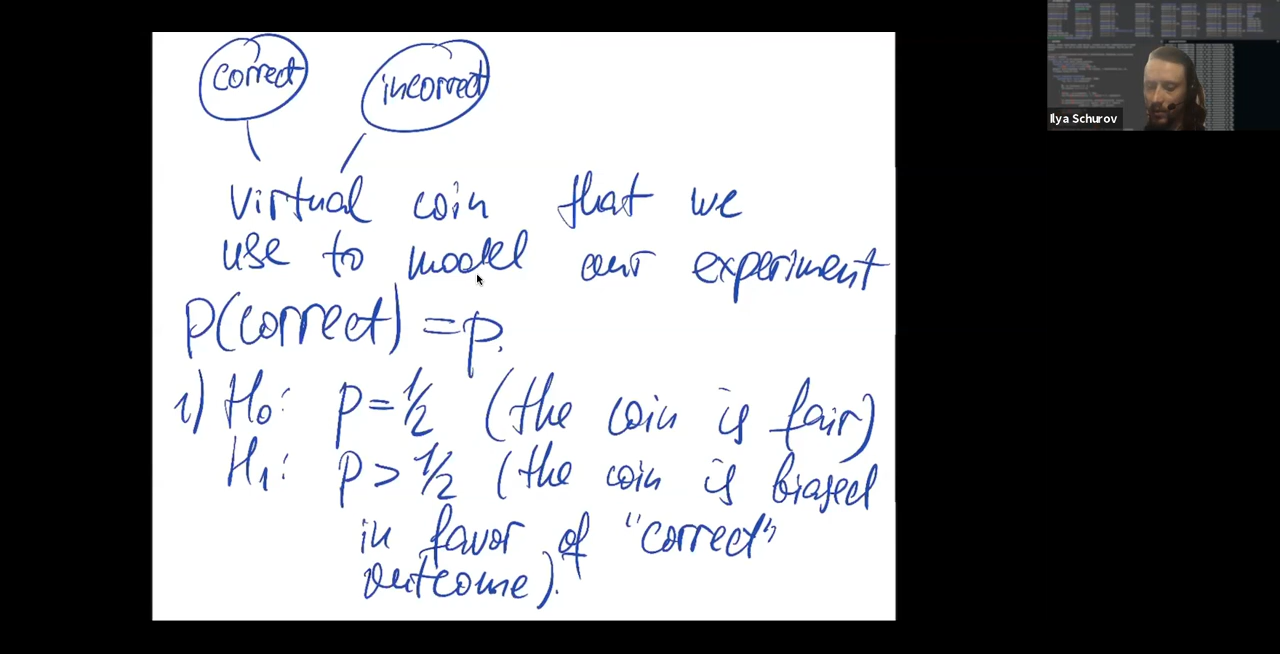 correct incorrect
virtual coin that we
use to model our experiment
P(correct) = p.
1) H₀: p = 1/2 (the coin is fair)
H₁: p > 1/2 (the coin is biased
in favor of "correct"
outcome).
Ilya Schurov